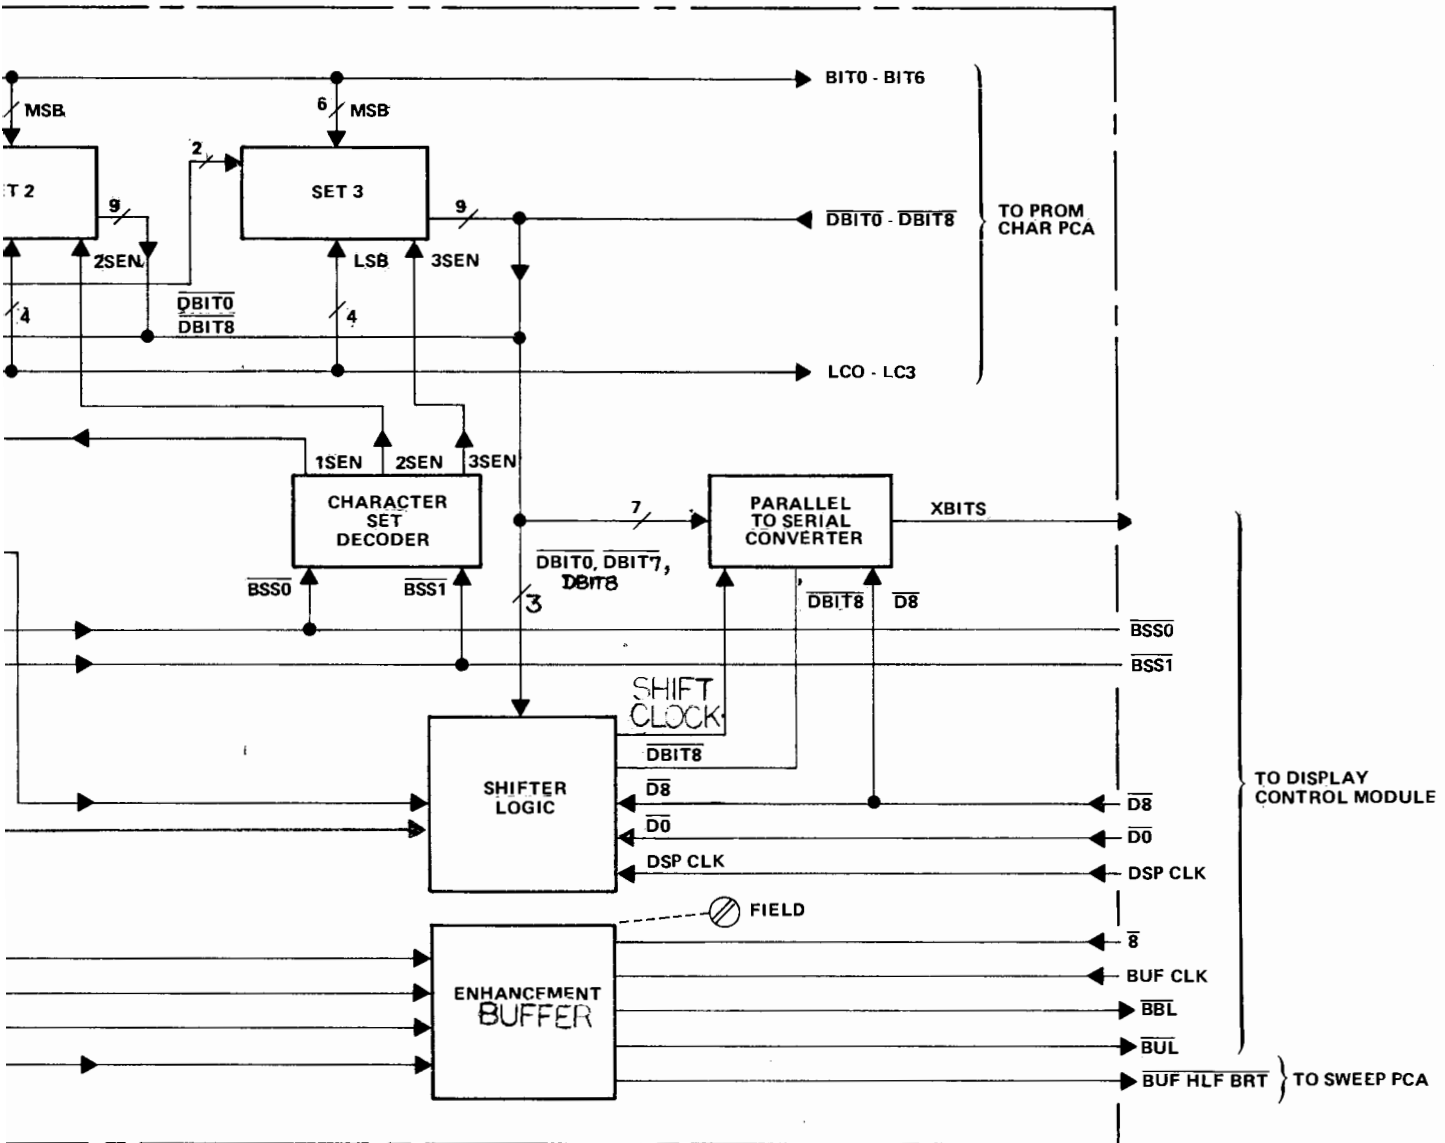 BIT0 - BIT6
MSB
6 MSB
2
T 2
SET 3
9
9
DBIT0 - DBIT8
TO PROM
CHAR PCA
2SEN
LSB
3SEN
DBIT0
DBIT8
4
4
LC0 - LC3
1SEN
2SEN
3SEN
CHARACTER
SET
DECODER
7
PARALLEL
TO SERIAL
CONVERTER
XBITS
DBIT0, DBIT7,
DBIT8
BSS0
BSS1
3
DBIT8
D8
BSS0
BSS1
SHIFT
CLOCK
DBIT8
SHIFTER
LOGIC
D8
D8
D0
D0
DSP CLK
DSP CLK
TO DISPLAY
CONTROL MODULE
FIELD
8
BUF CLK
ENHANCEMENT
BUFFER
BBL
BUL
BUF HLF BRT
TO SWEEP PCA